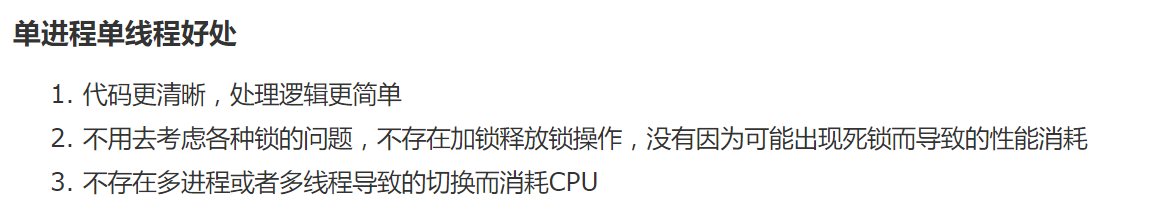 单进程单线程好处
1. 代码更清晰，处理逻辑更简单
2. 不用去考虑各种锁的问题，不存在加锁释放锁操作，没有因为可能出现死锁而导致的性能消耗
3. 不存在多进程或者多线程导致的切换而消耗CPU